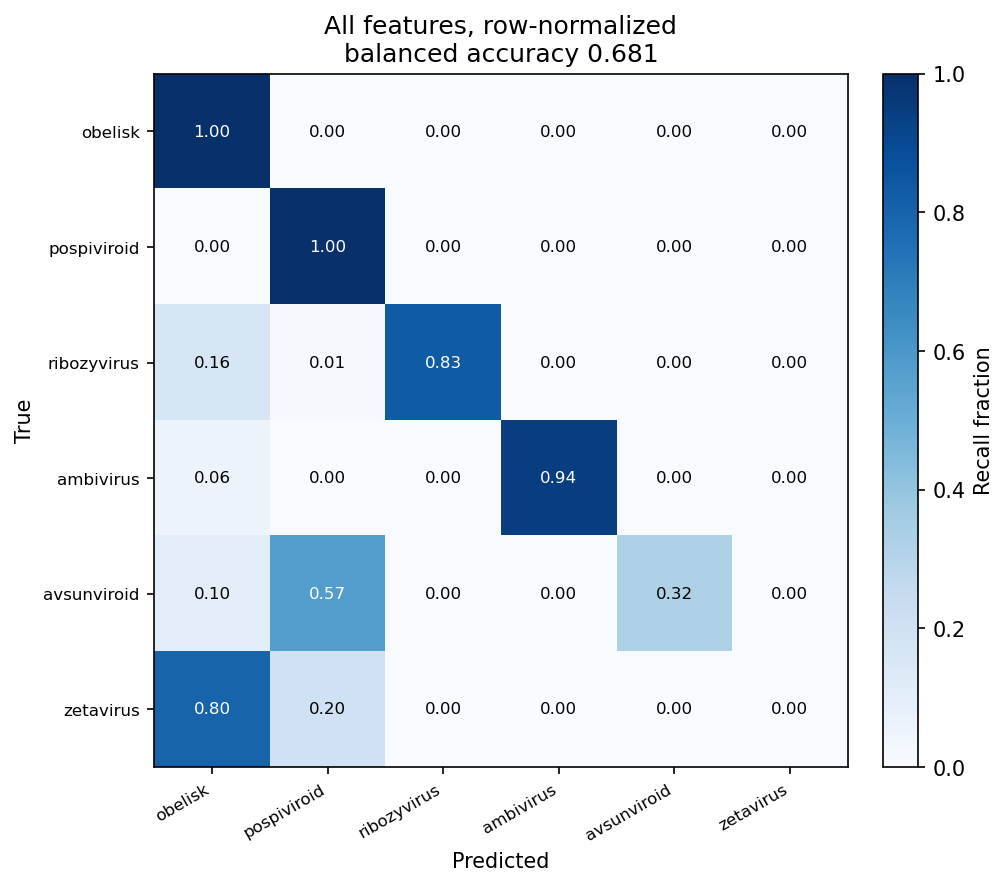 All features, row-normalized
balanced accuracy 0.681
obelisk 1.00 0.00 0.00 0.00 0.00 0.00
pospiviroid 0.00 1.00 0.00 0.00 0.00 0.00
ribozyvirus 0.16 0.01 0.83 0.00 0.00 0.00
ambivirus 0.06 0.00 0.00 0.94 0.00 0.00
avsunviroid 0.10 0.57 0.00 0.00 0.32 0.00
zetavirus 0.80 0.20 0.00 0.00 0.00 0.00
True
obelisk pospiviroid ribozyvirus ambivirus avsunviroid zetavirus
Predicted
1.0
0.8
0.6
0.4
0.2
0.0
Recall fraction